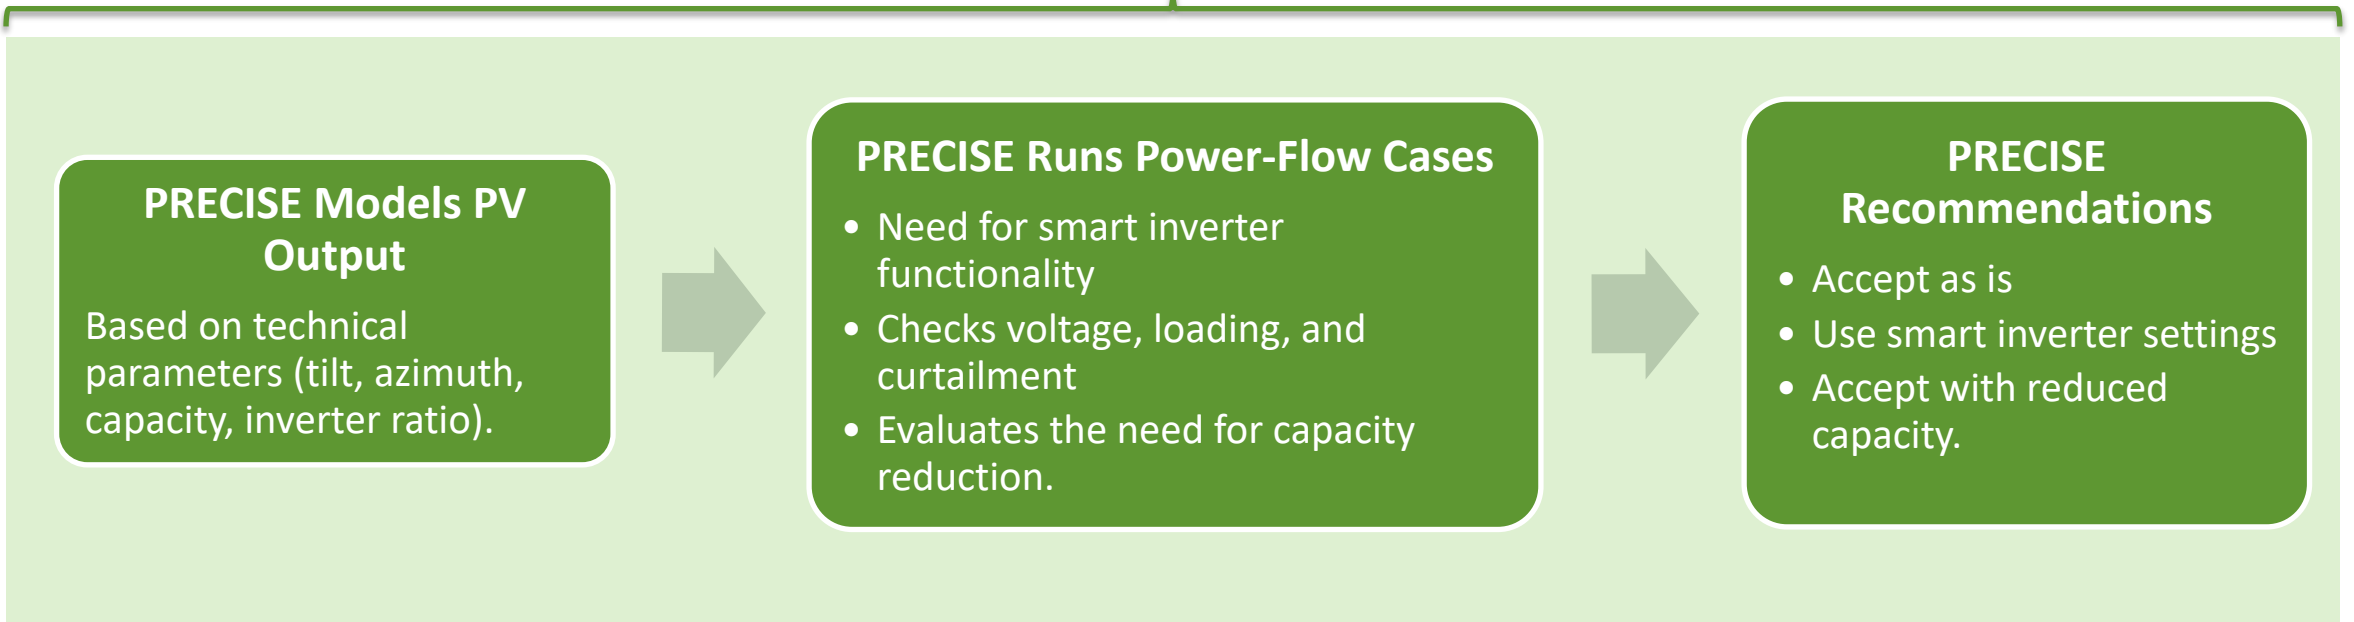 PRECISE Models PV
Output
Based on technical
parameters (tilt, azimuth,
capacity, inverter ratio).
PRECISE Runs Power-Flow Cases
• Need for smart inverter
functionality
• Checks voltage, loading, and
curtailment
• Evaluates the need for capacity
reduction.
PRECISE
Recommendations
• Accept as is
• Use smart inverter settings
• Accept with reduced
capacity.